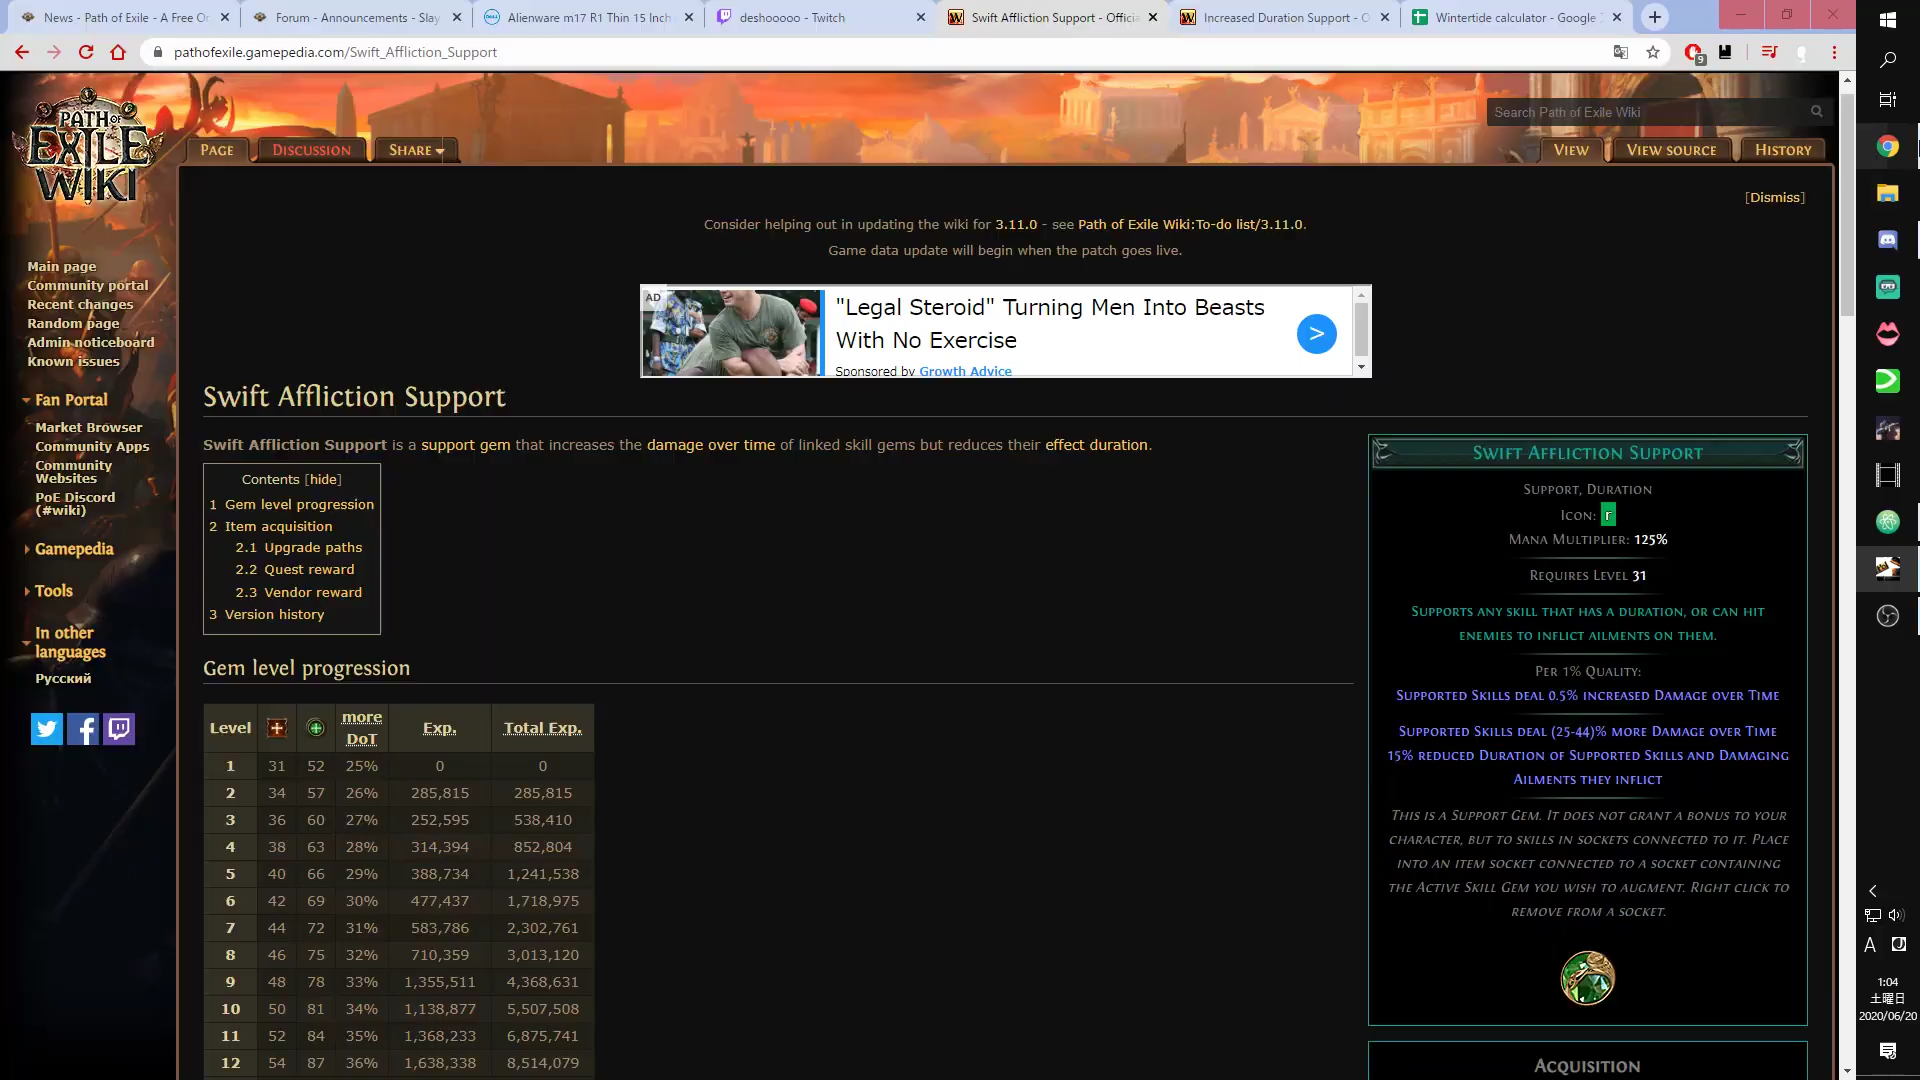 News - Path of Exile - A Free On
Forum - Announcements - Slay
Alienware m17 R1 Thin 15 Inch
deshooooo - Twitch
Swift Affliction Support - Officia
Increased Duration Support - O
Wintertide calculator - Google
pathofexile.gamepedia.com/Swift_Affliction_Support
9
PATH OF
EXILE
WIKI
Search Path of Exile Wiki
PAGE
DISCUSSION
SHARE
VIEW
VIEW SOURCE
HISTORY
[Dismiss]
Consider helping out in updating the wiki for 3.11.0 - see Path of Exile Wiki:To-do list/3.11.0.
Game data update will begin when the patch goes live.
Main page
Community portal
Recent changes
Random page
Admin noticeboard
Known issues
Fan Portal
Market Browser
Community Apps
Community
Websites
PoE Discord
(#wiki)
Gamepedia
Tools
In other
languages
Русский
AD
"Legal Steroid" Turning Men Into Beasts
With No Exercise
Sponsored by Growth Advice
>
Swift Affliction Support
Swift Affliction Support is a support gem that increases the damage over time of linked skill gems but reduces their effect duration.
Contents [hide]
1 Gem level progression
2 Item acquisition
2.1 Upgrade paths
2.2 Quest reward
2.3 Vendor reward
3 Version history
Gem level progression
Level more DoT Exp. Total Exp.
1 31 52 25% 0 0
2 34 57 26% 285,815 285,815
3 36 60 27% 252,595 538,410
4 38 63 28% 314,394 852,804
5 40 66 29% 388,734 1,241,538
6 42 69 30% 477,437 1,718,975
7 44 72 31% 583,786 2,302,761
8 46 75 32% 710,359 3,013,120
9 48 78 33% 1,355,511 4,368,631
10 50 81 34% 1,138,877 5,507,508
11 52 84 35% 1,368,233 6,875,741
12 54 87 36% 1,638,338 8,514,079
SWIFT AFFLICTION SUPPORT
SUPPORT, DURATION
ICON: r
MANA MULTIPLIER: 125%
REQUIRES LEVEL 31
SUPPORTS ANY SKILL THAT HAS A DURATION, OR CAN HIT
ENEMIES TO INFLICT AILMENTS ON THEM.
PER 1% QUALITY:
SUPPORTED SKILLS DEAL 0.5% INCREASED DAMAGE OVER TIME
SUPPORTED SKILLS DEAL (25-44)% MORE DAMAGE OVER TIME
15% REDUCED DURATION OF SUPPORTED SKILLS AND DAMAGING
AILMENTS THEY INFLICT
THIS IS A SUPPORT GEM. IT DOES NOT GRANT A BONUS TO YOUR
CHARACTER, BUT TO SKILLS IN SOCKETS CONNECTED TO IT. PLACE
INTO AN ITEM SOCKET CONNECTED TO A SOCKET CONTAINING
THE ACTIVE SKILL GEM YOU WISH TO AUGMENT. RIGHT CLICK TO
REMOVE FROM A SOCKET.
ACQUISITION
A
J
1:04
土曜日
2020/06/20